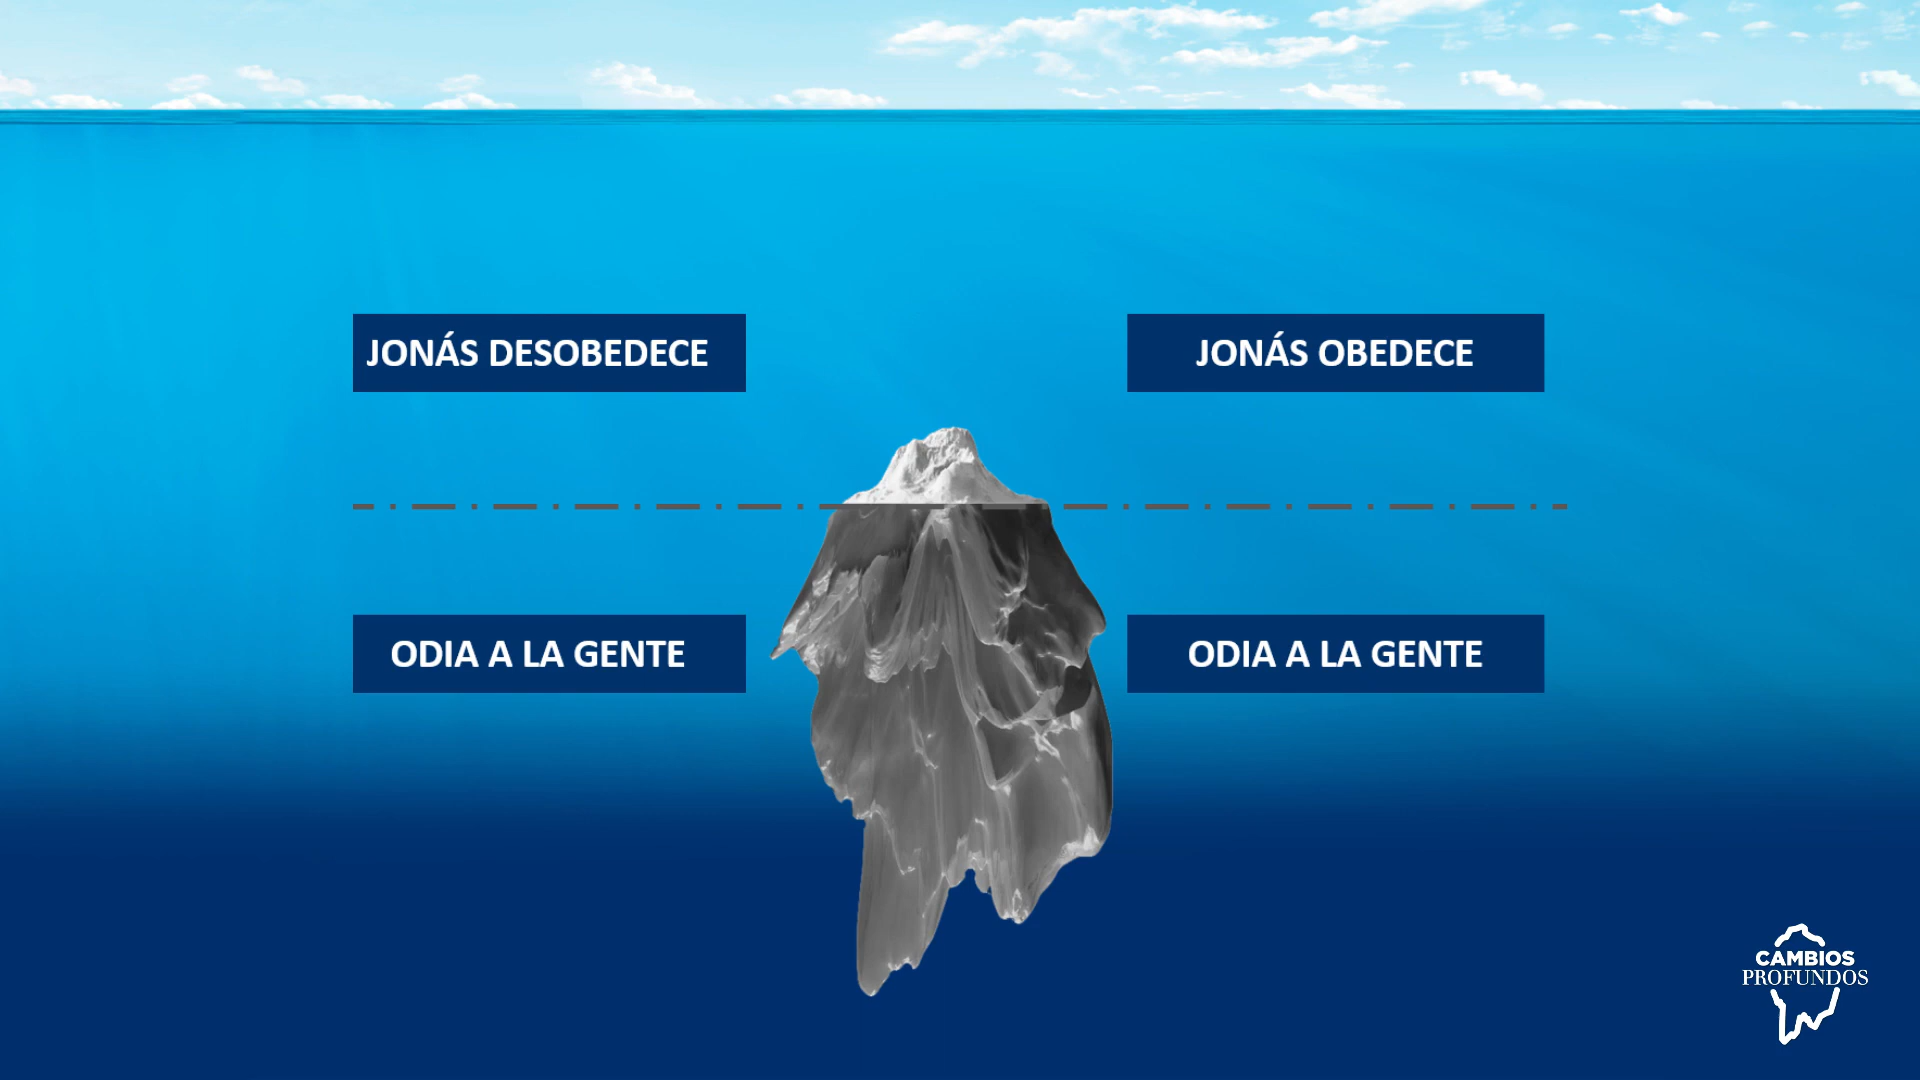 JONÁS DESOBEDECE
JONÁS OBEDECE
ODIA A LA GENTE
ODIA A LA GENTE
CAMBIOS
PROFUNDOS